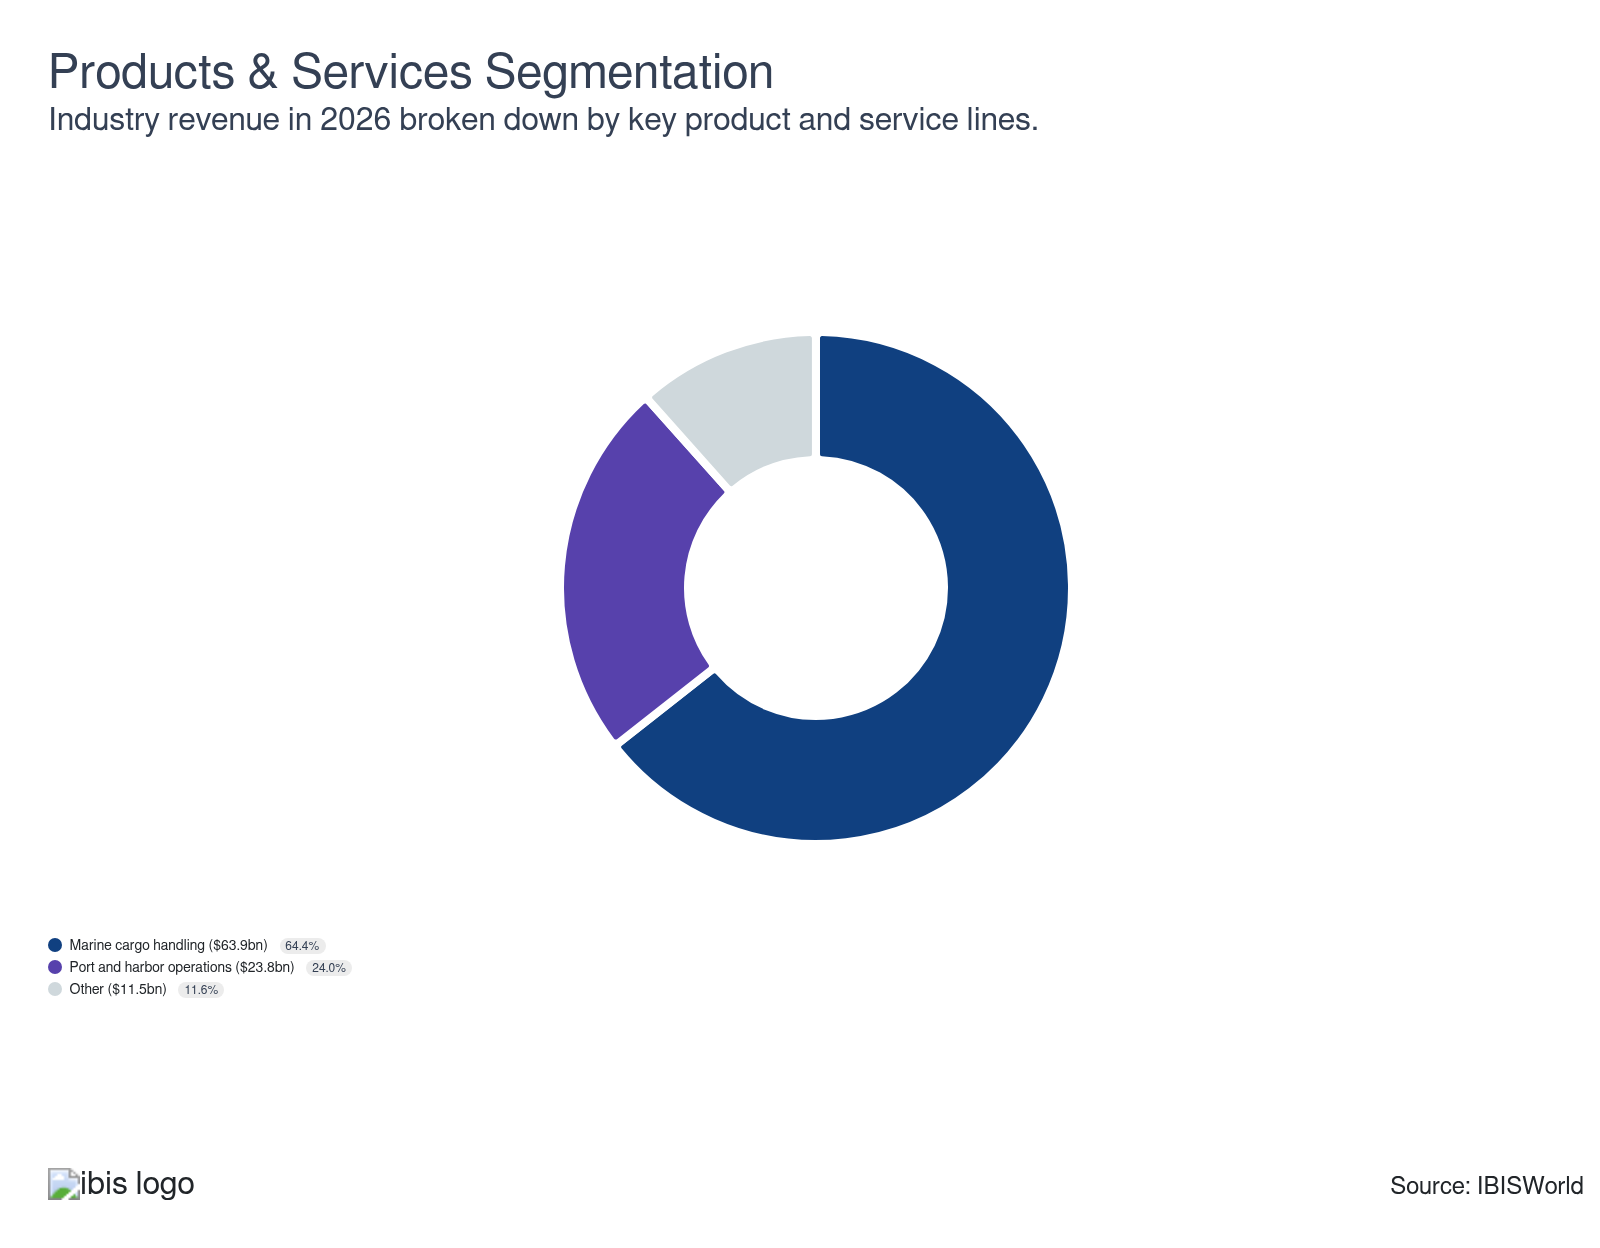 Products & Services Segmentation
Industry revenue in 2026 broken down by key product and service lines.
Marine cargo handling ($63.9bn) 64.4%
Port and harbor operations ($23.8bn) 24.0%
Other ($11.5bn) 11.6%
ibis logo
Source: IBISWorld